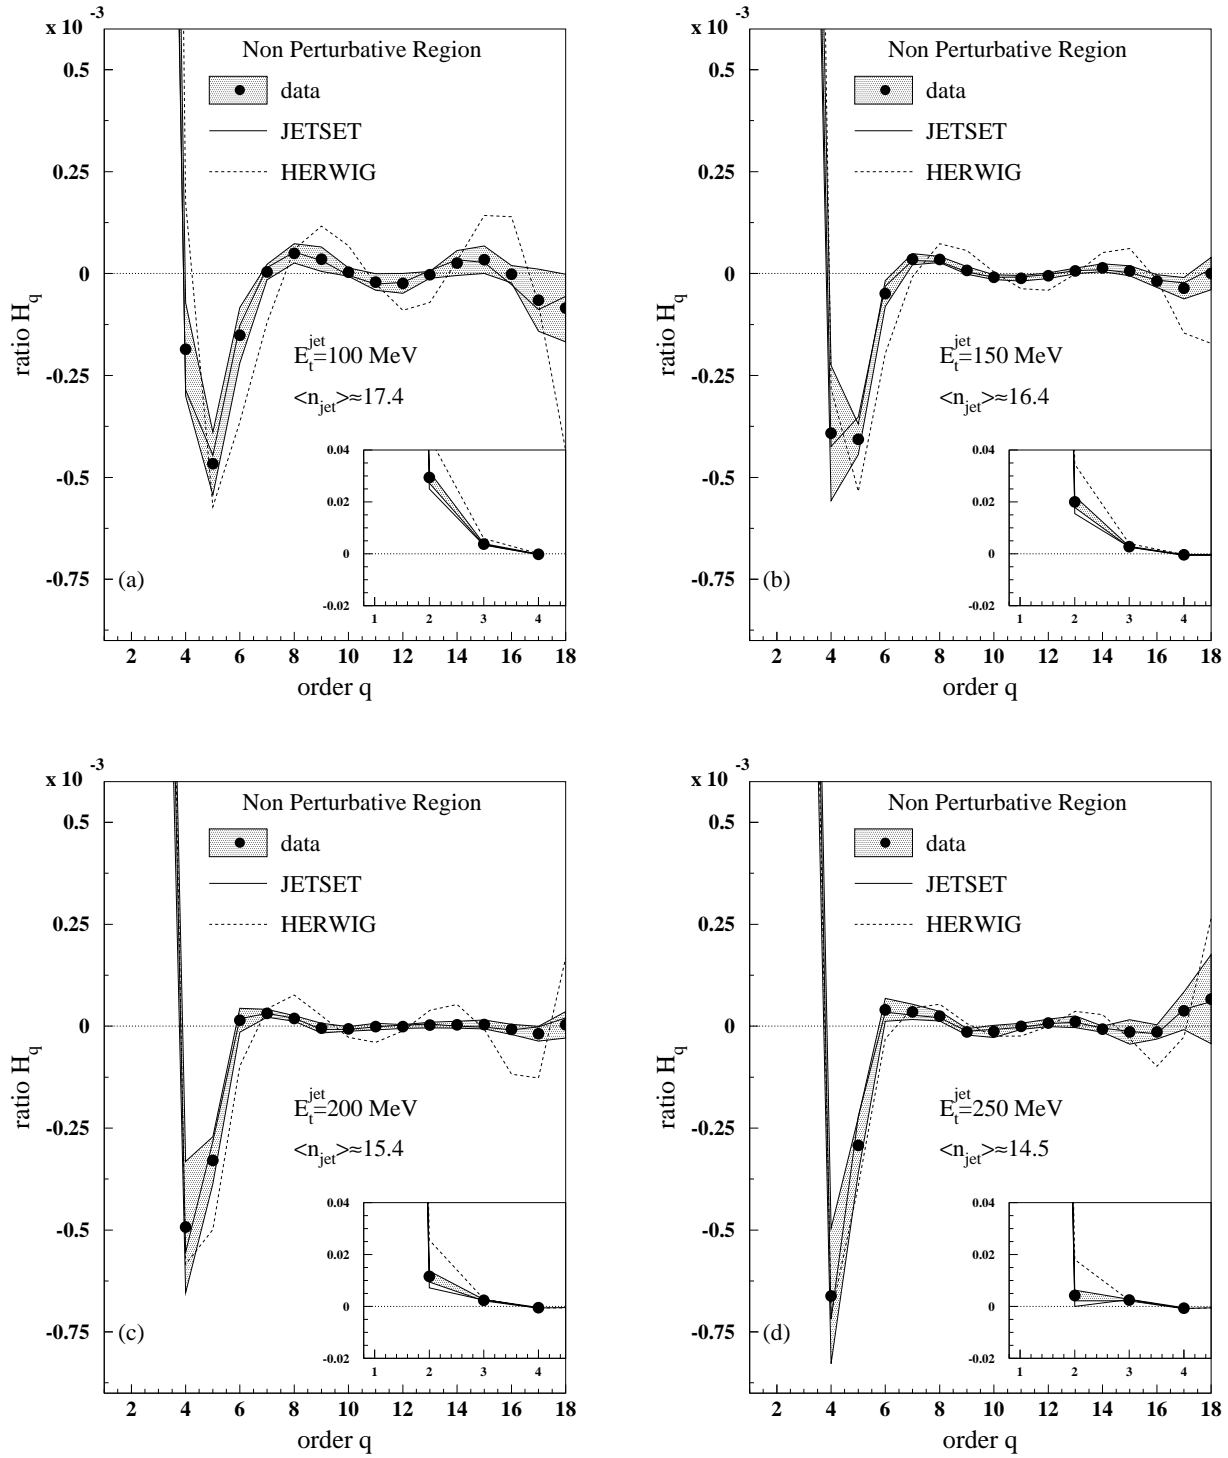 x 10 -3
Non Perturbative Region
data
JETSET
HERWIG
0.5
0.25
0
-0.25
-0.5
-0.75
ratio H_q
E_t^jet=100 MeV
<n_jet>≈17.4
0.04
0.02
0
-0.02
1 2 3 4
(a)
2 4 6 8 10 12 14 16 18
order q
x 10 -3
Non Perturbative Region
data
JETSET
HERWIG
0.5
0.25
0
-0.25
-0.5
-0.75
ratio H_q
E_t^jet=150 MeV
<n_jet>≈16.4
0.04
0.02
0
-0.02
1 2 3 4
(b)
2 4 6 8 10 12 14 16 18
order q
x 10 -3
Non Perturbative Region
data
JETSET
HERWIG
0.5
0.25
0
-0.25
-0.5
-0.75
ratio H_q
E_t^jet=200 MeV
<n_jet>≈15.4
0.04
0.02
0
-0.02
1 2 3 4
(c)
2 4 6 8 10 12 14 16 18
order q
x 10 -3
Non Perturbative Region
data
JETSET
HERWIG
0.5
0.25
0
-0.25
-0.5
-0.75
ratio H_q
E_t^jet=250 MeV
<n_jet>≈14.5
0.04
0.02
0
-0.02
1 2 3 4
(d)
2 4 6 8 10 12 14 16 18
order q